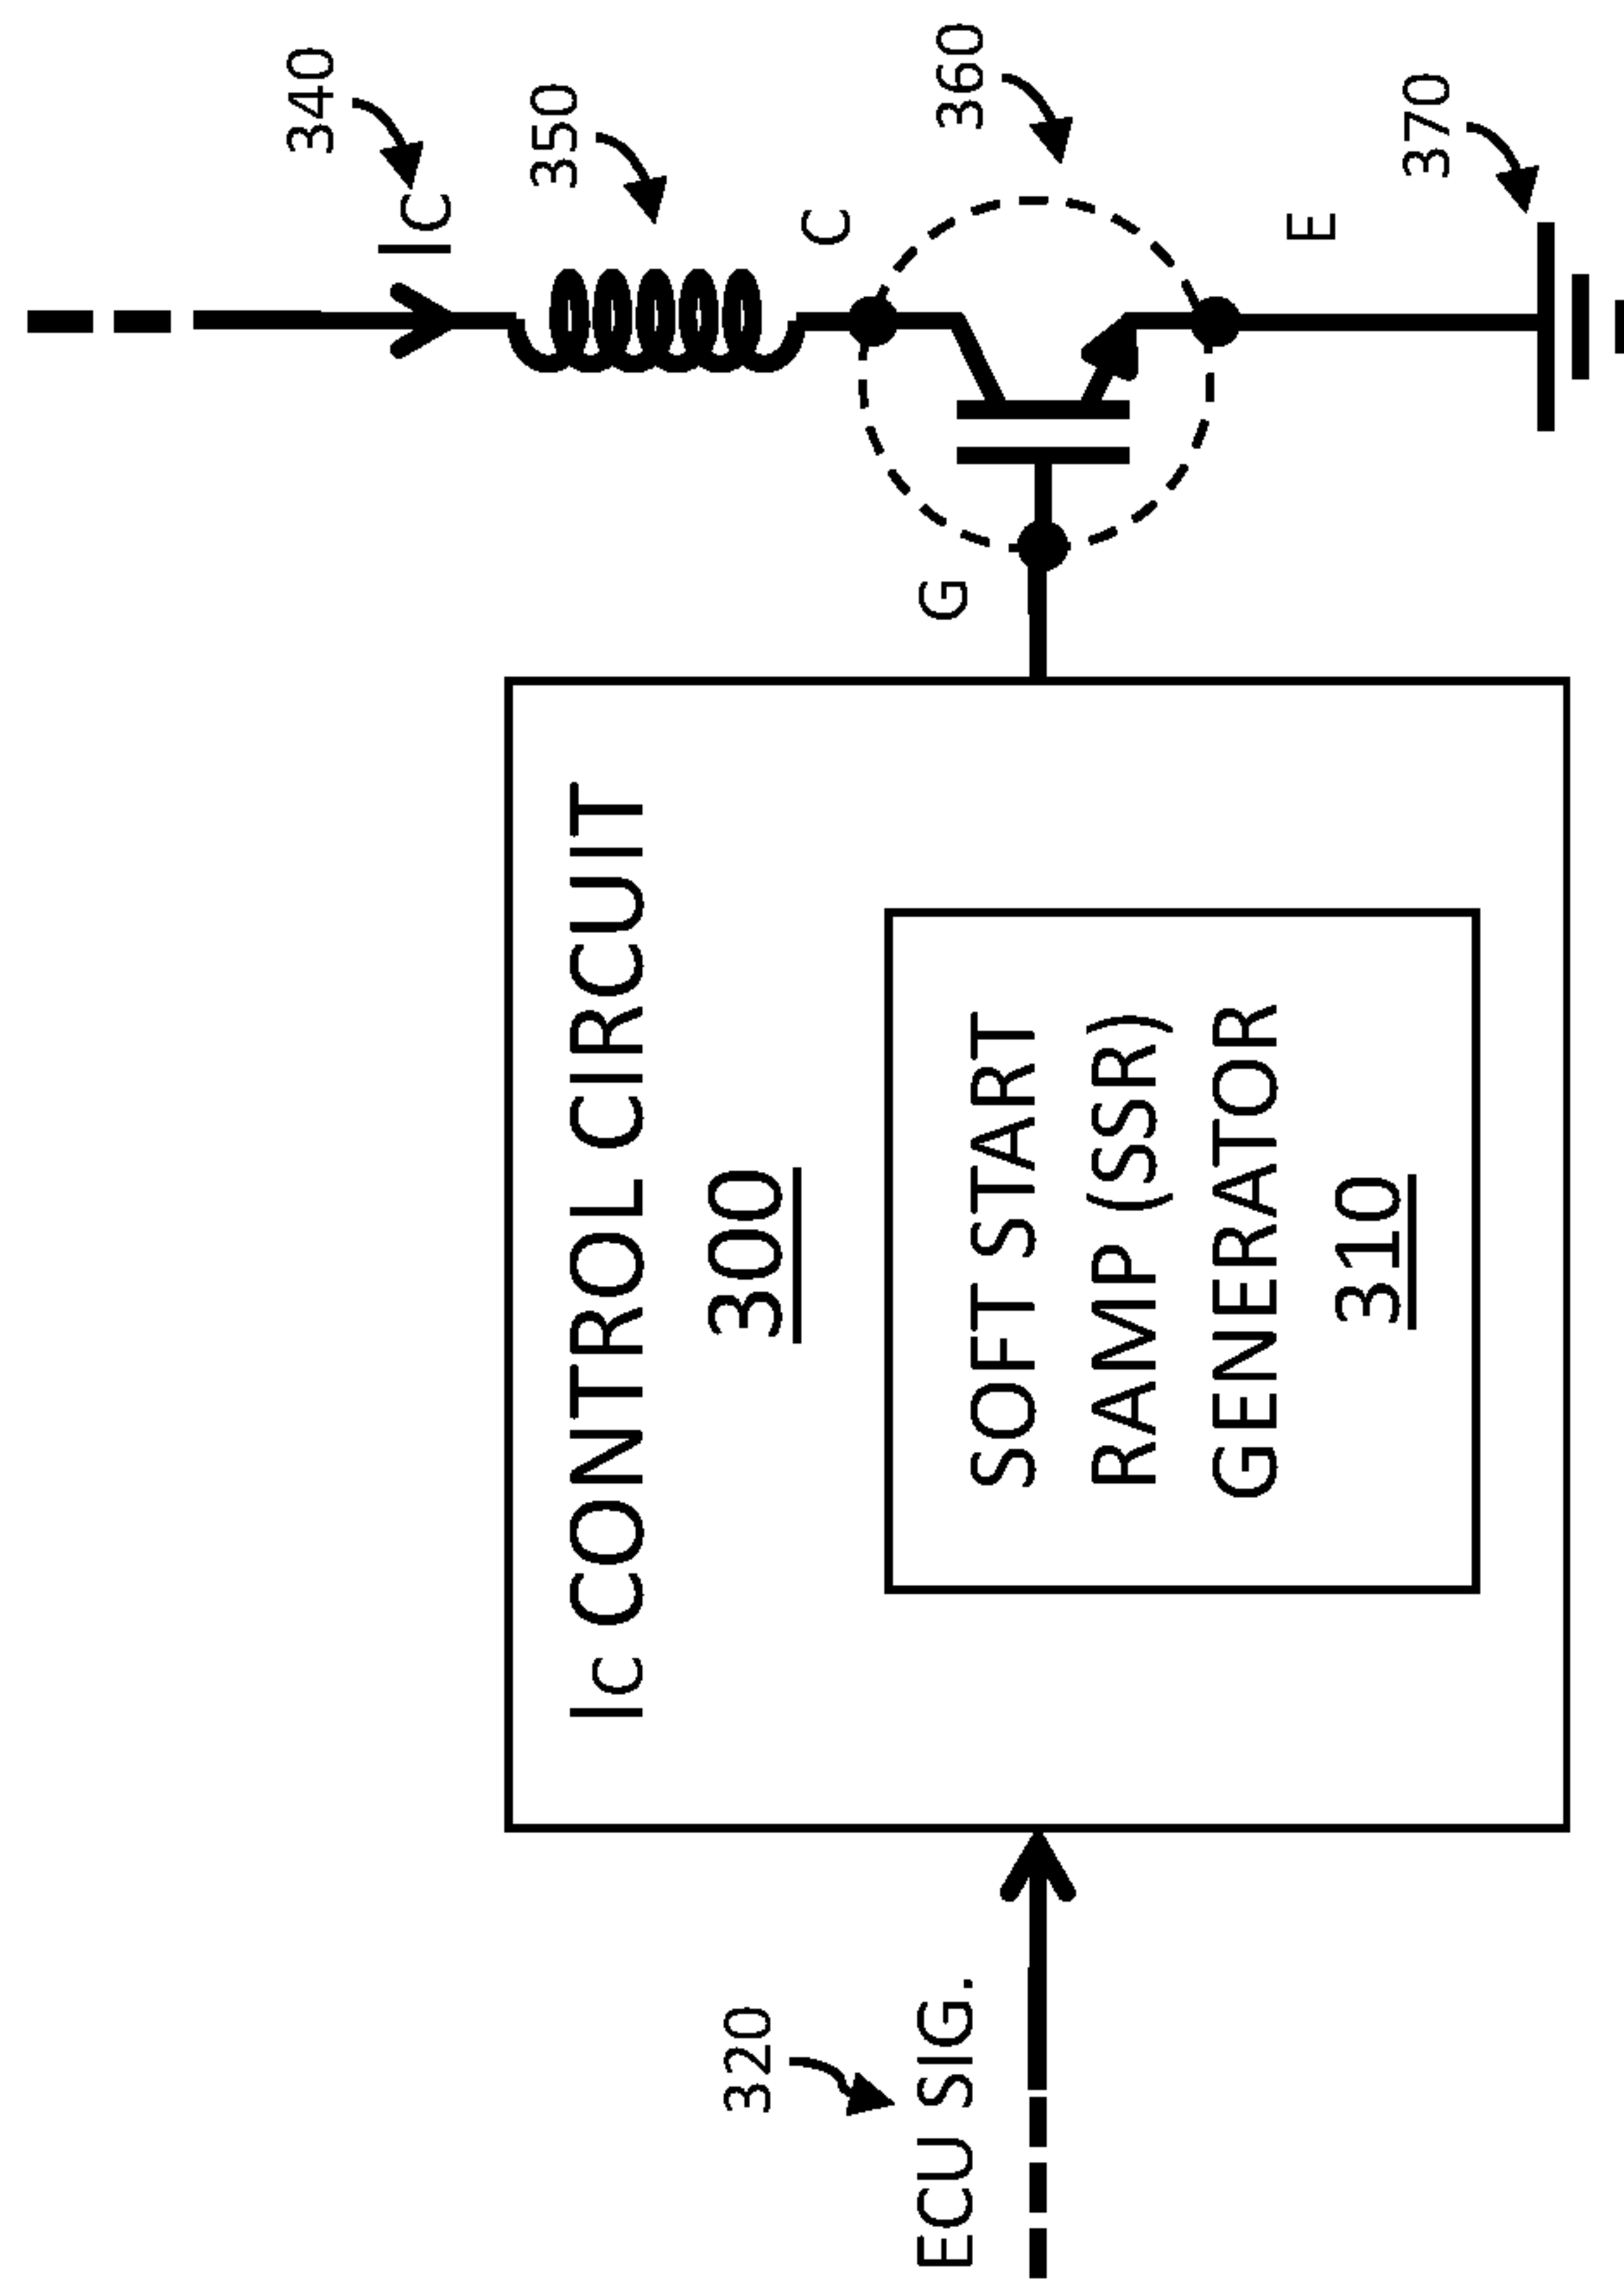 340
IC
350
C
360
G
E
370
IC CONTROL CIRCUIT
300
SOFT START
RAMP (SSR)
GENERATOR
310
320
ECU SIG.